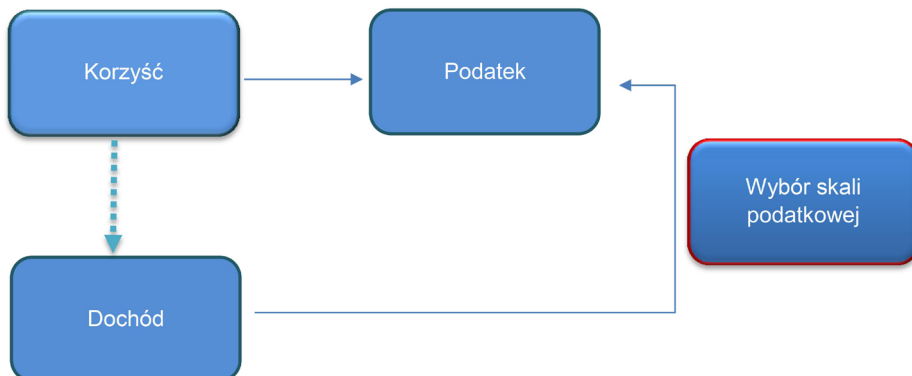 Korzyść
Podatek
Wybór skali
podatkowej
Dochód